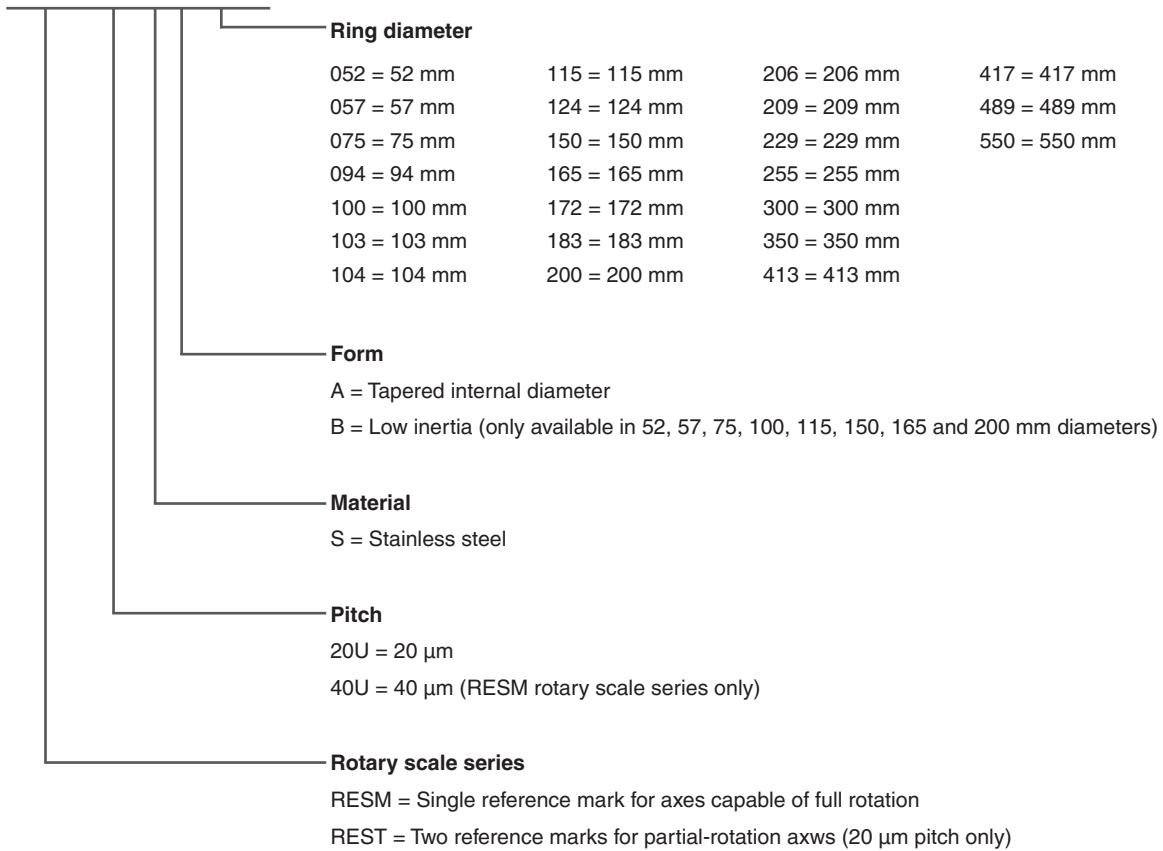 Ring diameter
052 = 52 mm 115 = 115 mm 206 = 206 mm 417 = 417 mm
057 = 57 mm 124 = 124 mm 209 = 209 mm 489 = 489 mm
075 = 75 mm 150 = 150 mm 229 = 229 mm 550 = 550 mm
094 = 94 mm 165 = 165 mm 255 = 255 mm
100 = 100 mm 172 = 172 mm 300 = 300 mm
103 = 103 mm 183 = 183 mm 350 = 350 mm
104 = 104 mm 200 = 200 mm 413 = 413 mm
Form
A = Tapered internal diameter
B = Low inertia (only available in 52, 57, 75, 100, 115, 150, 165 and 200 mm diameters)
Material
S = Stainless steel
Pitch
20U = 20 µm
40U = 40 µm (RESM rotary scale series only)
Rotary scale series
RESM = Single reference mark for axes capable of full rotation
REST = Two reference marks for partial-rotation axws (20 µm pitch only)